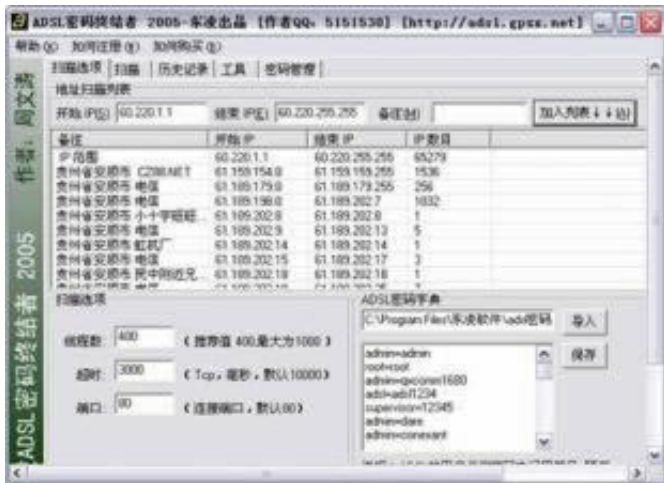 ADSL密码终结者 2005-东凌出品 [作者QQ: 5151530] [http://adsl.gpsx.net]
帮助 如何注册 如何购买
扫描选项 扫描 历史记录 工具 密码管理
地址扫描列表
开始IP(S) 60.220.1.1 结束IP(E) 60.220.255.255 备注(M) 加入列表↓↓(A)
备注 开始IP 结束IP IP数目
IP范围 60.220.1.1 60.220.255.255 65279
贵州省安顺市 61.159.154.0 61.159.159.255 1536
贵州省安顺市 电信 61.189.179.0 61.189.179.255 256
贵州省安顺市 电信 61.189.198.0 61.189.202.7 1032
贵州省安顺市 小十字旺旺... 61.189.202.8 61.189.202.8 1
贵州省安顺市 电信 61.189.202.9 61.189.202.13 5
贵州省安顺市 虹机厂 61.189.202.14 61.189.202.14 1
贵州省安顺市 电信 61.189.202.15 61.189.202.17 3
贵州省安顺市 民中附近兄... 61.189.202.18 61.189.202.18 1
扫描选项
线程数: 400 (推荐值 400,最大为1000)
超时: 3000 (Tcp,毫秒,默认10000)
端口: 80 (连接端口,默认80)
ADSL密码字典
C:\Program Files\东凌软件\adsl密码 导入
保存
admin=admin
root=root
admin=qxcomm1680
adsl=adsl1234
supervisor=12345
admin=dare
admin=conexant
ADSL密码终结者 2005 作者: 周文涛